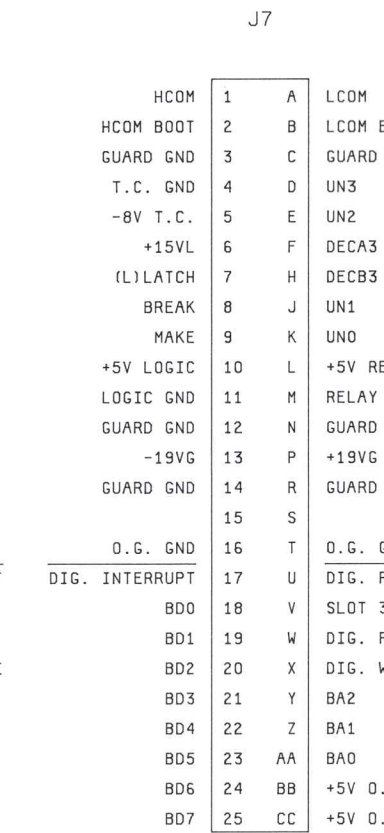 J7
HCOM 1 A LCOM
HCOM BOOT 2 B LCOM
GUARD GND 3 C GUARD
T.C. GND 4 D UN3
-8V T.C. 5 E UN2
+15VL 6 F DECA3
(L)LATCH 7 H DECB3
BREAK 8 J UN1
MAKE 9 K UN0
+5V LOGIC 10 L +5V
LOGIC GND 11 M RELAY
GUARD GND 12 N GUARD
-19VG 13 P +19VG
GUARD GND 14 R GUARD
15 S
O.G. GND 16 T O.G.
DIG. INTERRUPT 17 U DIG.
BD0 18 V SLOT 3
BD1 19 W DIG.
BD2 20 X DIG.
BD3 21 Y BA2
BD4 22 Z BA1
BD5 23 AA BA0
BD6 24 BB +5V
BD7 25 CC +5V